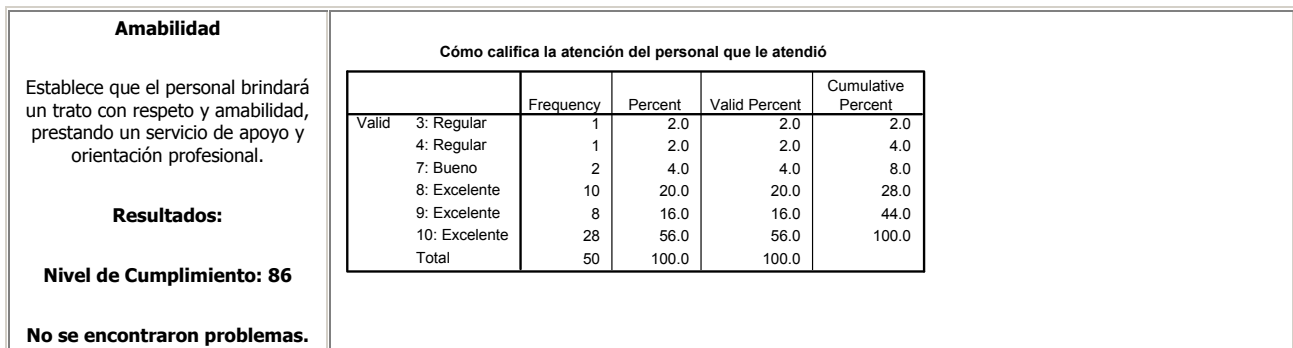 Amabilidad
Establece que el personal brindará
un trato con respeto y amabilidad,
prestando un servicio de apoyo y
orientación profesional.
Resultados:
Nivel de Cumplimiento: 86
No se encontraron problemas.
Cómo califica la atención del personal que le atendió
Cumulative
Frequency Percent Valid Percent Percent
Valid 3: Regular 1 2.0 2.0 2.0
4: Regular 1 2.0 2.0 4.0
7: Bueno 2 4.0 4.0 8.0
8: Excelente 10 20.0 20.0 28.0
9: Excelente 8 16.0 16.0 44.0
10: Excelente 28 56.0 56.0 100.0
Total 50 100.0 100.0